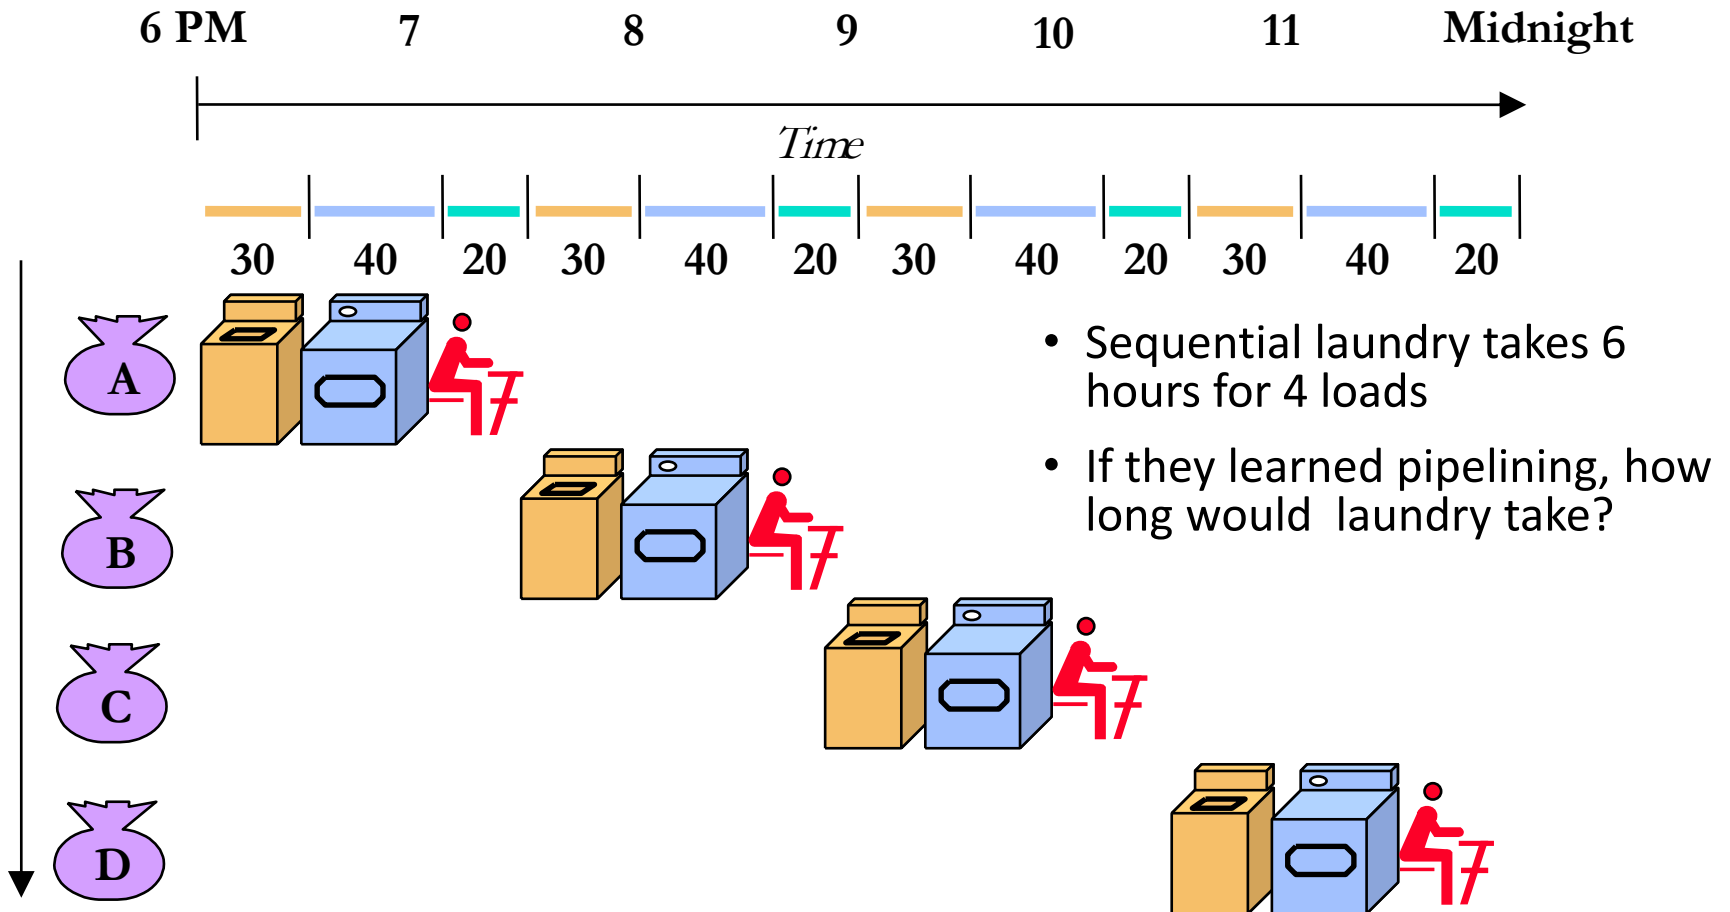 6 PM 7 8 9 10 11 Midnight
Time
30 40 20 30 40 20 30 40 20 30 40 20
A
• Sequential laundry takes 6
hours for 4 loads
• If they learned pipelining, how
long would laundry take?
B
C
D